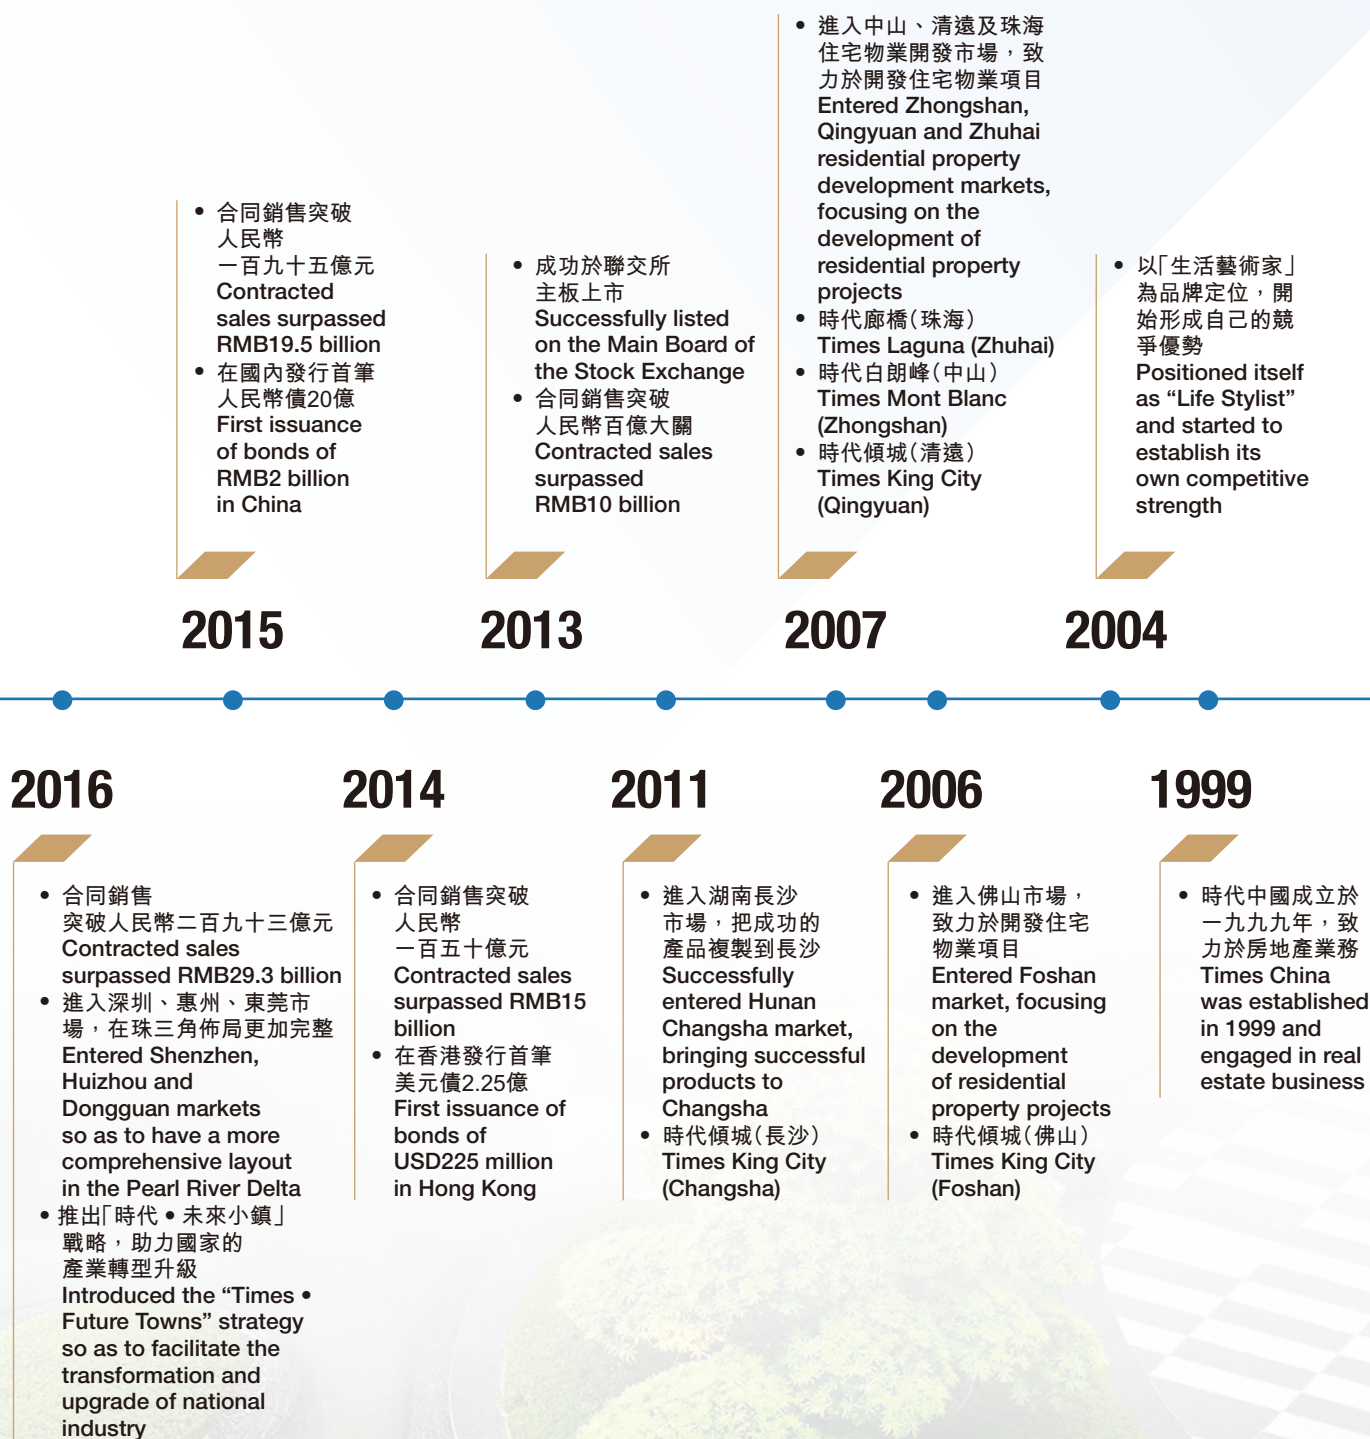 • 合同銷售突破
人民幣
一百九十五億元
Contracted
sales surpassed
RMB19.5 billion
• 在國內發行首筆
人民幣債20億
First issuance
of bonds of
RMB2 billion
in China
2015
• 成功於聯交所
主板上市
Successfully listed
on the Main Board of
the Stock Exchange
• 合同銷售突破
人民幣百億大關
Contracted sales
surpassed
RMB10 billion
2013
• 進入中山、清遠及珠海
住宅物業開發市場，致
力於開發住宅物業項目
Entered Zhongshan,
Qingyuan and Zhuhai
residential property
development markets,
focusing on the
development of
residential property
projects
• 時代廊橋（珠海）
Times Laguna (Zhuhai)
• 時代白朗峰（中山）
Times Mont Blanc
(Zhongshan)
• 時代傾城（清遠）
Times King City
(Qingyuan)
2007
• 以「生活藝術家」
為品牌定位，開
始形成自己的競
爭優勢
Positioned itself
as “Life Stylist”
and started to
establish its
own competitive
strength
2004
2016
• 合同銷售
突破人民幣二百九十三億元
Contracted sales
surpassed RMB29.3 billion
• 進入深圳、惠州、東莞市
場，在珠三角佈局更加完整
Entered Shenzhen,
Huizhou and
Dongguan markets
so as to have a more
comprehensive layout
in the Pearl River Delta
• 推出「時代 • 未來小鎮」
戰略，助力國家的
產業轉型升級
Introduced the “Times •
Future Towns” strategy
so as to facilitate the
transformation and
upgrade of national
industry
2014
• 合同銷售突破
人民幣
一百五十億元
Contracted sales
surpassed RMB15
billion
• 在香港發行首筆
美元債2.25億
First issuance of
bonds of
USD225 million
in Hong Kong
2011
• 進入湖南長沙
市場，把成功的
產品複製到長沙
Successfully
entered Hunan
Changsha market,
bringing successful
products to
Changsha
• 時代傾城（長沙）
Times King City
(Changsha)
2006
• 進入佛山市場，
致力於開發住宅
物業項目
Entered Foshan
market, focusing
on the
development
of residential
property projects
• 時代傾城（佛山）
Times King City
(Foshan)
1999
• 時代中國成立於
一九九九年，致
力於房地產業務
Times China
was established
in 1999 and
engaged in real
estate business